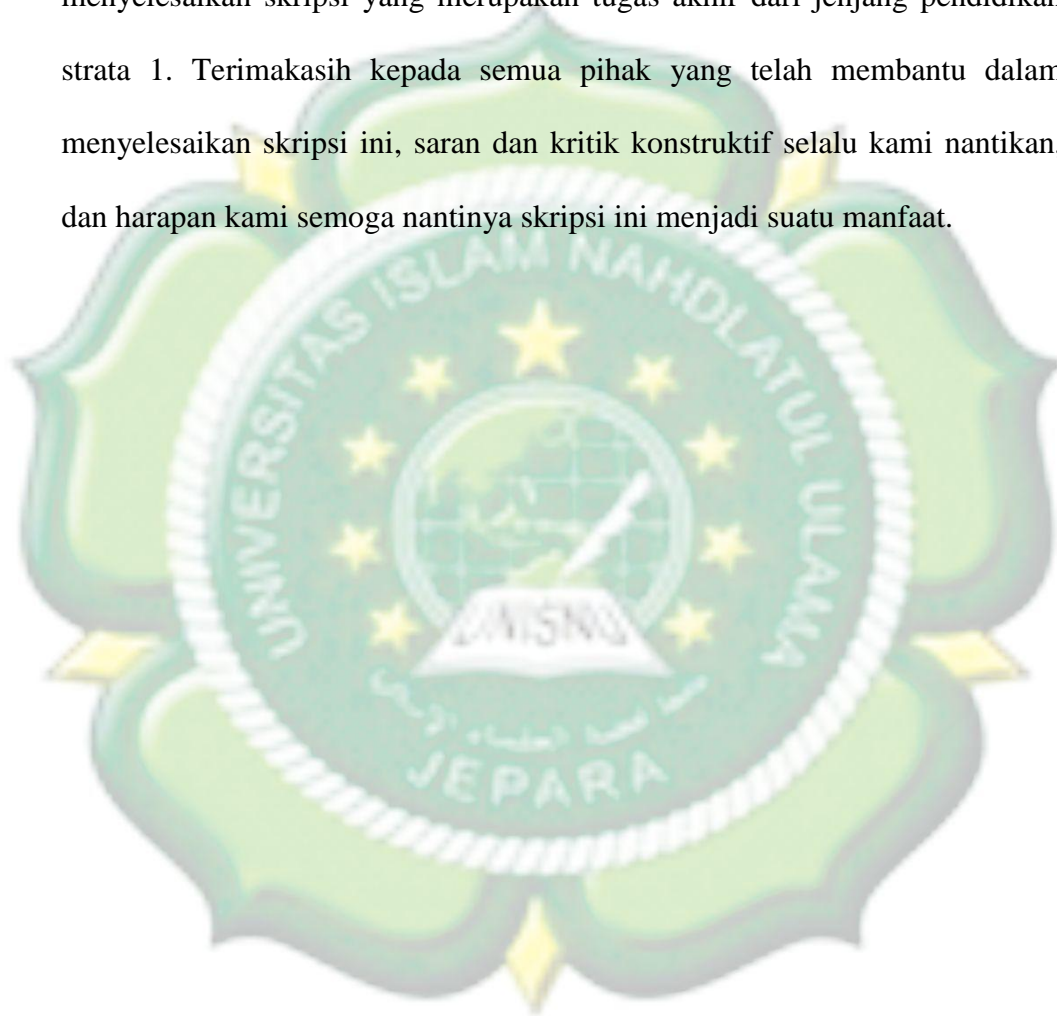 menyelesaikan skripsi yang merupakan tugas akhir dari jenjang pendidikan
strata 1. Terimakasih kepada semua pihak yang telah membantu dalam
menyelesaikan skripsi ini, saran dan kritik konstruktif selalu kami nantikan,
dan harapan kami semoga nantinya skripsi ini menjadi suatu manfaat.
UNIVERSITAS ISLAM NAHDLATUL ULAMA
UNISNU
JEPARA